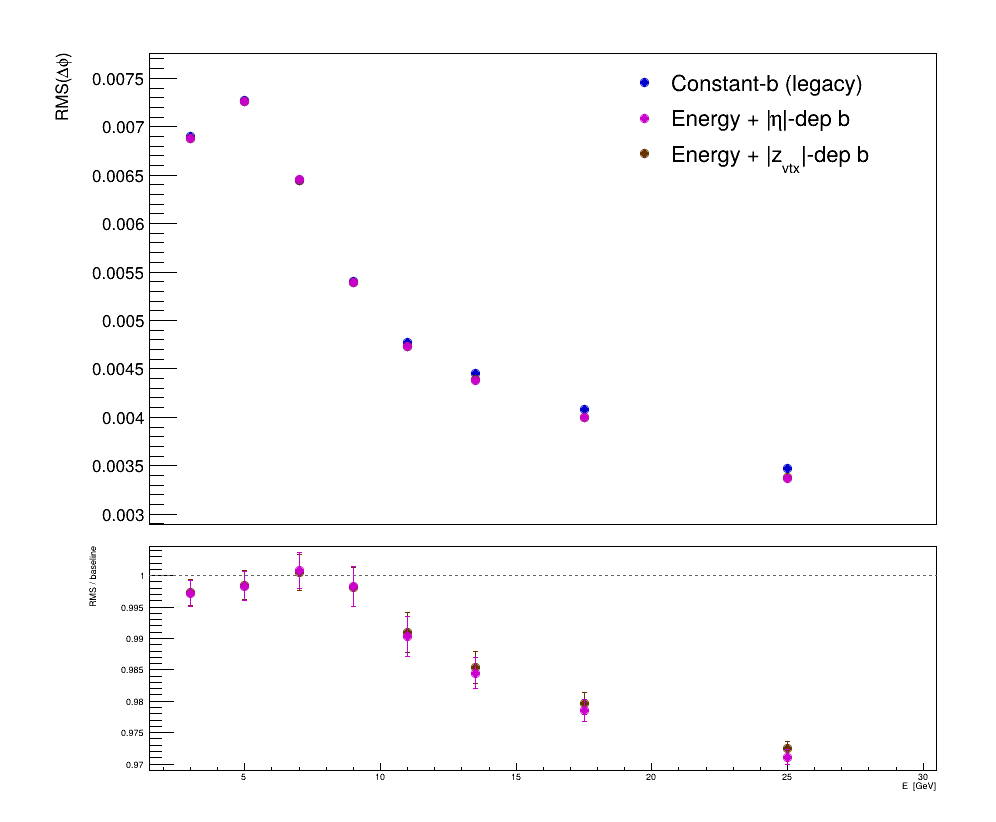 RMS(Δϕ)
0.0075
0.007
0.0065
0.006
0.0055
0.005
0.0045
0.004
0.0035
0.003
Constant-b (legacy)
Energy + |η|-dep b
Energy + |z_vtx|-dep b
RMS / baseline
1
0.995
0.99
0.985
0.98
0.975
0.97
5 10 15 20 25 30
E [GeV]